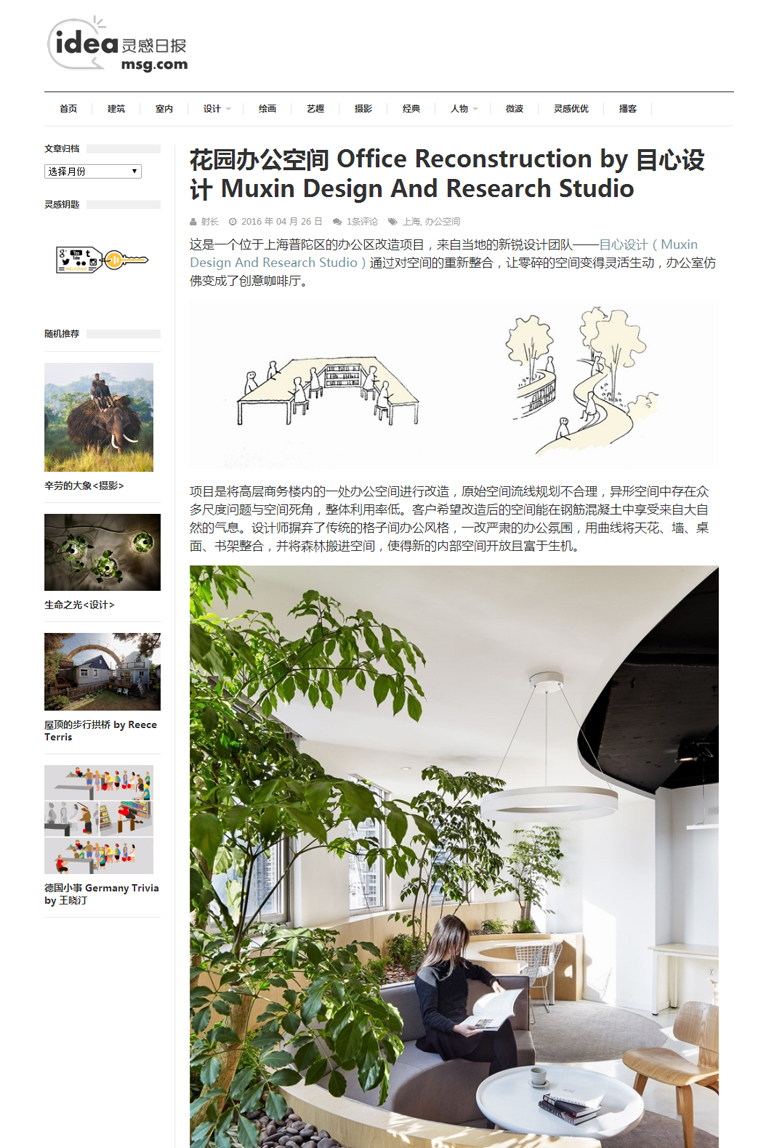 idea灵感日报
msg.com
首页 建筑 室内 设计 绘画 艺趣 摄影 经典 人物 微波 灵感优优 播客
文章归档
选择月份
灵感钥匙
随机推荐
辛劳的大象<摄影>
生命之光<设计>
屋顶的步行拱桥 by Reece
Terris
德国小事 Germany Trivia
by 王晓汀
花园办公空间 Office Reconstruction by 目心设
计 Muxin Design And Research Studio
射长 2016 年 04 月 26 日 1条评论 上海, 办公空间
这是一个位于上海普陀区的办公区改造项目，来自当地的新锐设计团队——目心设计（Muxin
Design And Research Studio）通过对空间的重新整合，让零碎的空间变得灵活生动，办公室仿
佛变成了创意咖啡厅。
项目是将高层商务楼内的一处办公空间进行改造，原始空间流线规划不合理，异形空间中存在众
多尺度问题与空间死角，整体利用率低。客户希望改造后的空间能在钢筋混凝土中享受来自大自
然的气息。设计师摒弃了传统的格子间办公风格，一改严肃的办公氛围，用曲线将天花、墙、桌
面、书架整合，并将森林搬进空间，使得新的内部空间开放且富于生机。